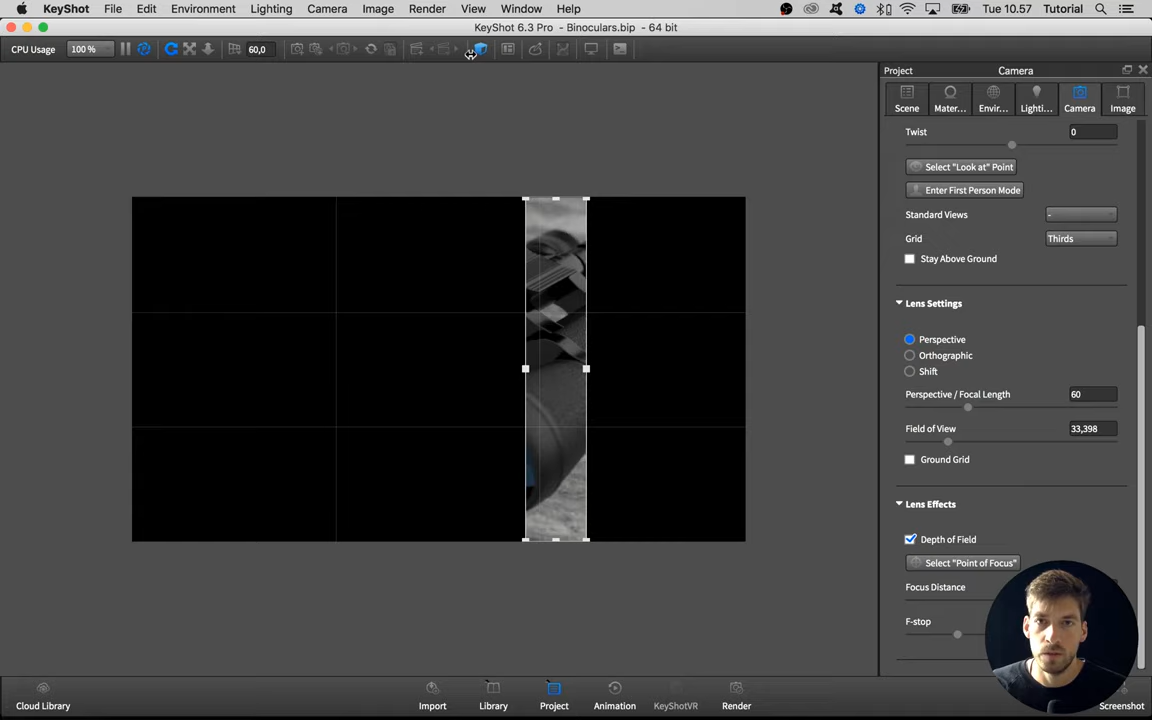 KeyShot File Edit Environment Lighting Camera Image Render View Window Help Tue 10.57 Tutorial
KeyShot 6.3 Pro - Binoculars.bip - 64 bit
CPU Usage 100 % 60,0
Project Camera
Scene Mater... Envir... Lighti... Camera Image
Twist 0
Select "Look at" Point
Enter First Person Mode
Standard Views -
Grid Thirds
Stay Above Ground
Lens Settings
Perspective
Orthographic
Shift
Perspective / Focal Length 60
Field of View 33,398
Ground Grid
Lens Effects
Depth of Field
Select "Point of Focus"
Focus Distance
F-stop
Cloud Library Import Library Project Animation KeyShotVR Render Screenshot